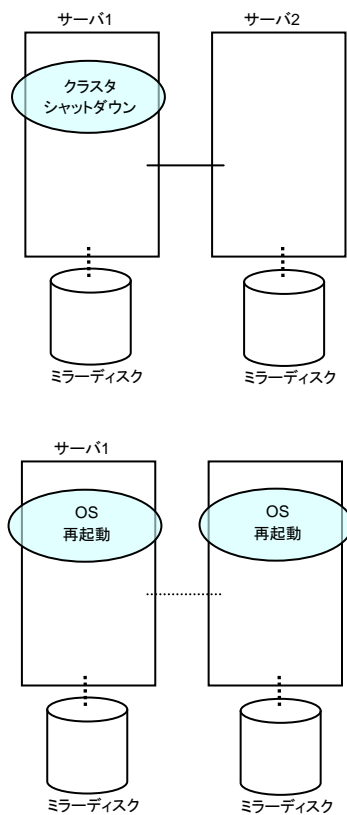 サーバ1
サーバ2
クラスタ
シャットダウン
ミラーディスク
ミラーディスク
サーバ1
OS
再起動
OS
再起動
ミラーディスク
ミラーディスク